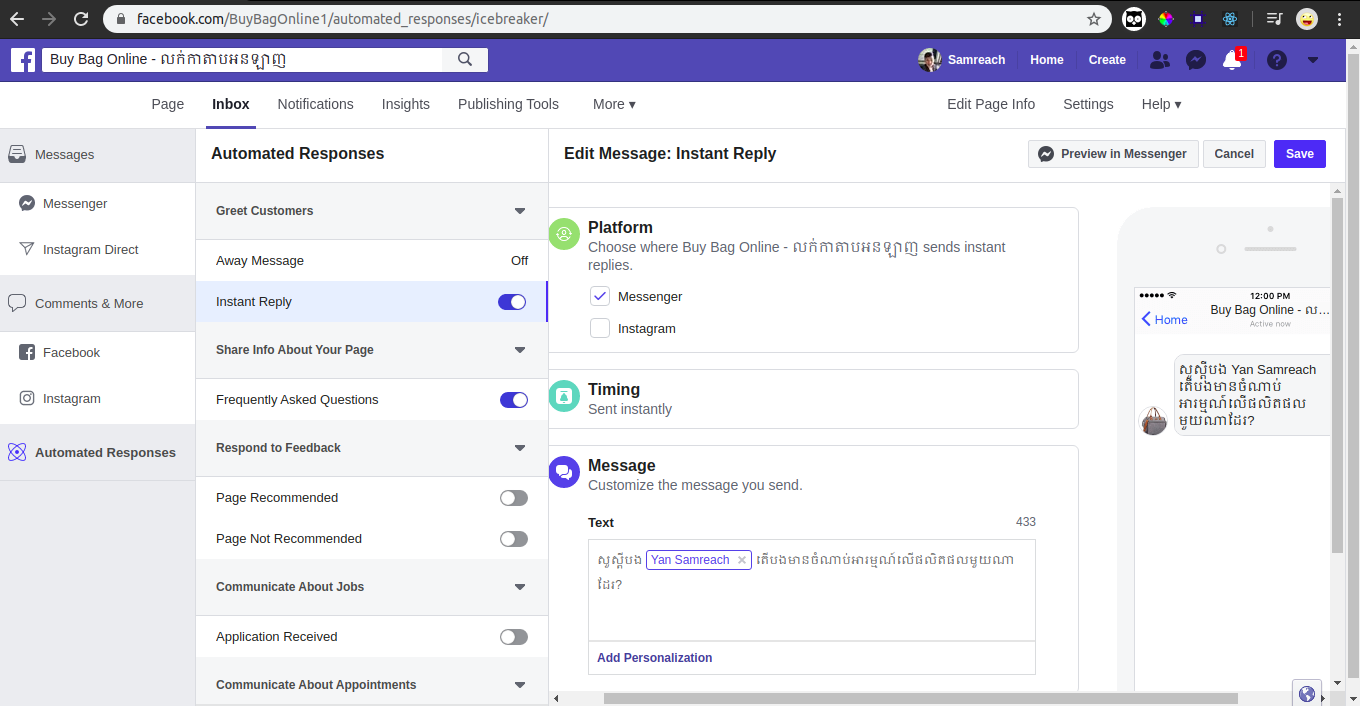 facebook.com/BuyBagOnline1/automated_responses/icebreaker/
Buy Bag Online - លក់កាតាបអនឡាញ
Samreach Home Create 1
Page Inbox Notifications Insights Publishing Tools More ▾ Edit Page Info Settings Help ▾
Messages
Messenger
Instagram Direct
Comments & More
Facebook
Instagram
Automated Responses
Automated Responses
Greet Customers
Away Message Off
Instant Reply
Share Info About Your Page
Frequently Asked Questions
Respond to Feedback
Page Recommended
Page Not Recommended
Communicate About Jobs
Application Received
Communicate About Appointments
Edit Message: Instant Reply
Preview in Messenger Cancel Save
Platform
Choose where Buy Bag Online - លក់កាតាបអនឡាញ sends instant
replies.
Messenger
Instagram
Timing
Sent instantly
Message
Customize the message you send.
Text 433
សួស្តីបង Yan Samreach × តើបងមានចំណាប់អារម្មណ៍លើផលិតផលមួយណា
ដែរ?
Add Personalization
12:00 PM
Home
Buy Bag Online - ល...
Active now
សួស្តីបង Yan Samreach
តើបងមានចំណាប់
អារម្មណ៍លើផលិតផល
មួយណាដែរ?